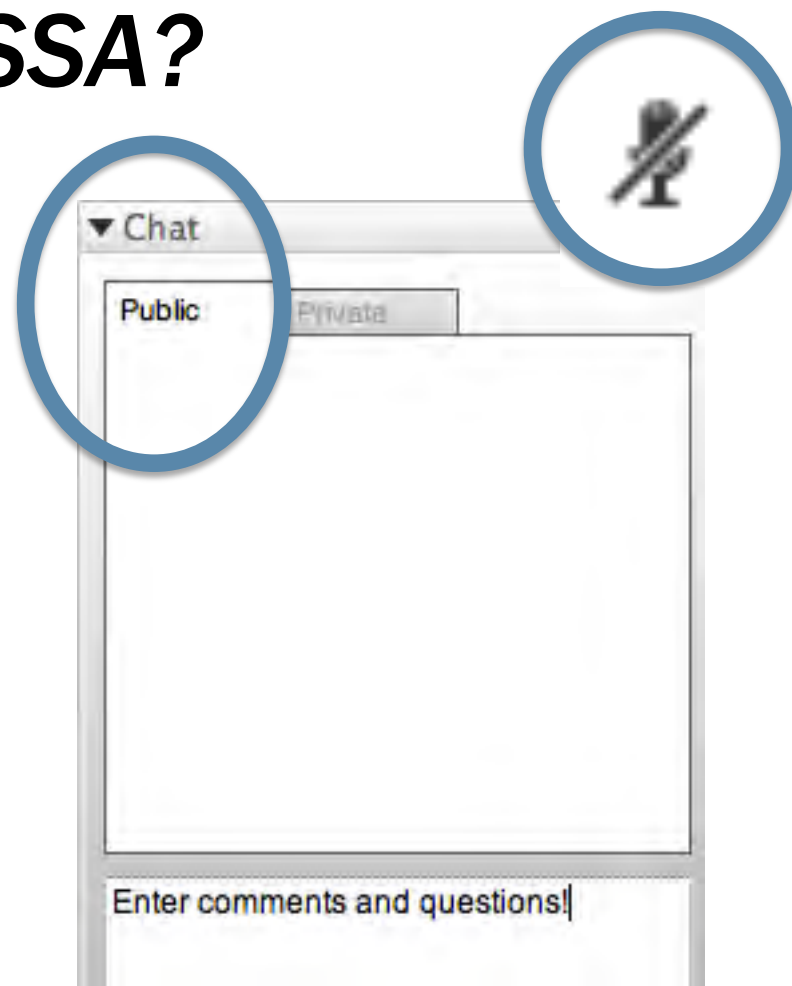 SSA?
Chat
Public
Private
Enter comments and questions!